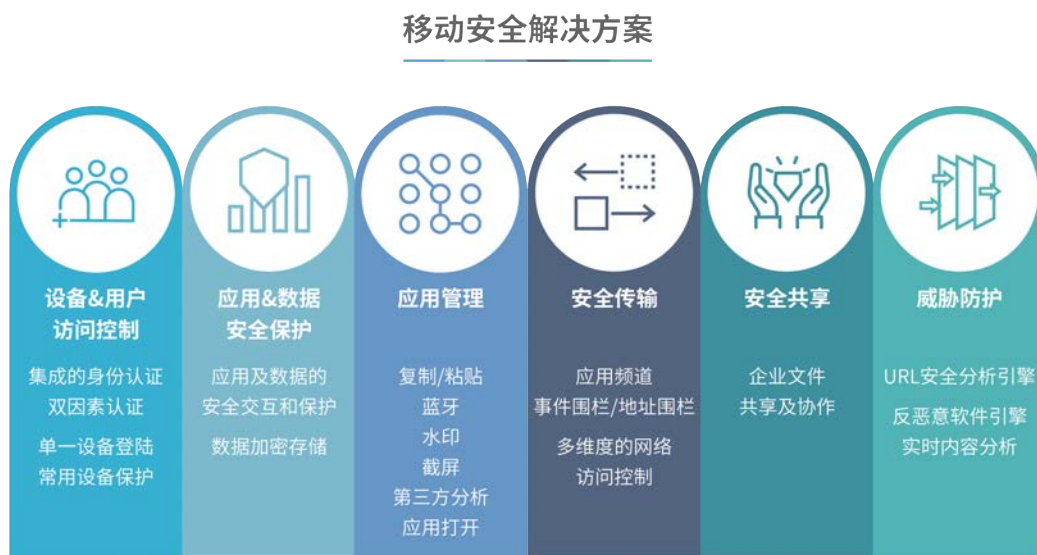 移动安全解决方案
设备&用户
访问控制
集成的身份认证
双因素认证
单一设备登陆
常用设备保护
应用&数据
安全保护
应用及数据的
安全交互和保护
数据加密存储
应用管理
复制/粘贴
蓝牙
水印
截屏
第三方分析
应用打开
安全传输
应用频道
事件围栏/地址围栏
多维度的网络
访问控制
安全共享
企业文件
共享及协作
威胁防护
URL安全分析引擎
反恶意软件引擎
实时内容分析